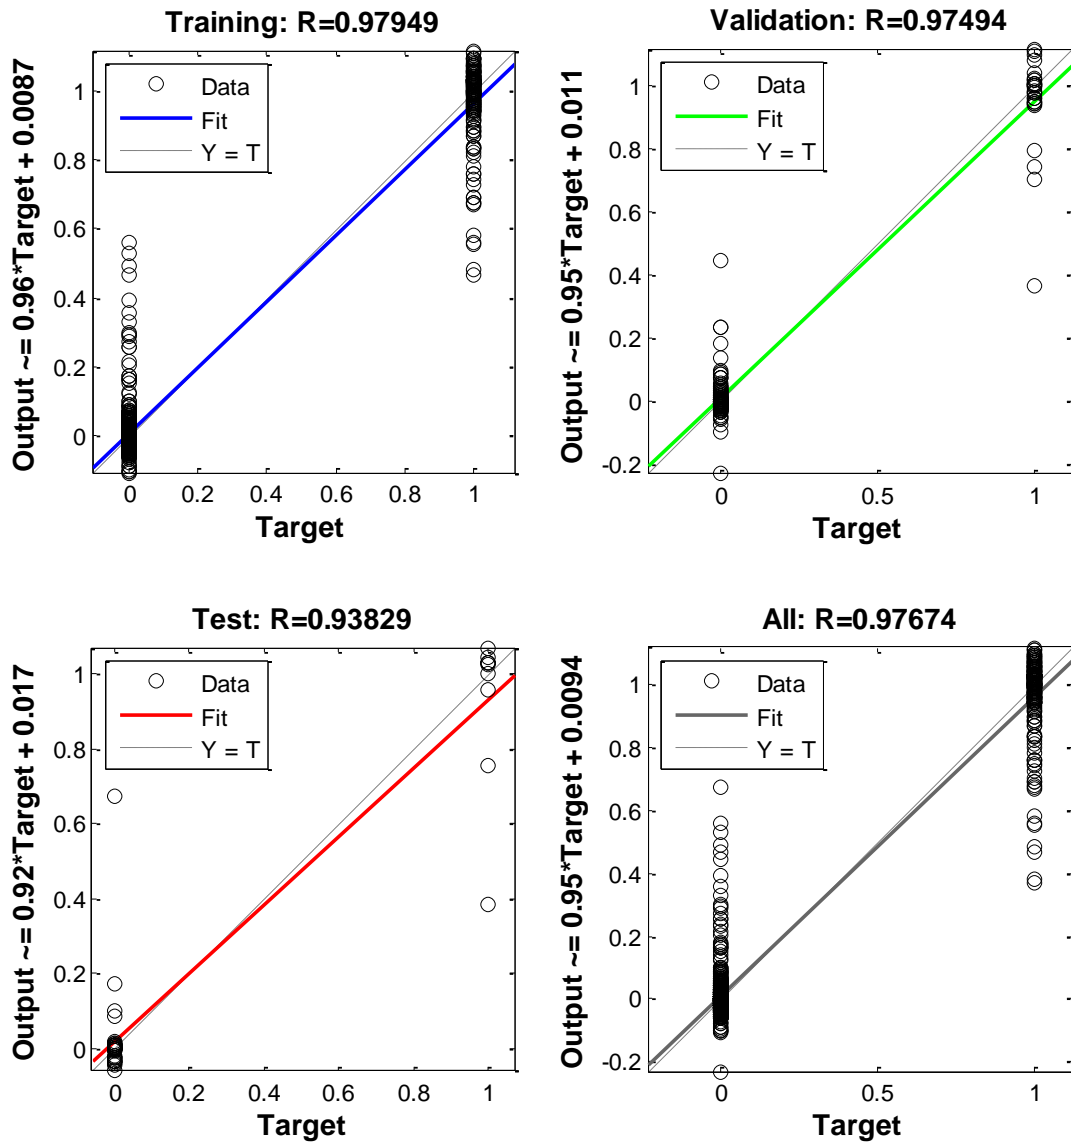 Training: R=0.97949
Output ~= 0.96*Target + 0.0087
Data
Fit
Y = T
1
0.8
0.6
0.4
0.2
0
0 0.2 0.4 0.6 0.8 1
Target
Validation: R=0.97494
Output ~= 0.95*Target + 0.011
Data
Fit
Y = T
1
0.8
0.6
0.4
0.2
0
-0.2
0 0.5 1
Target
Test: R=0.93829
Output ~= 0.92*Target + 0.017
Data
Fit
Y = T
1
0.8
0.6
0.4
0.2
0
0 0.2 0.4 0.6 0.8 1
Target
All: R=0.97674
Output ~= 0.95*Target + 0.0094
Data
Fit
Y = T
1
0.8
0.6
0.4
0.2
0
-0.2
0 0.5 1
Target